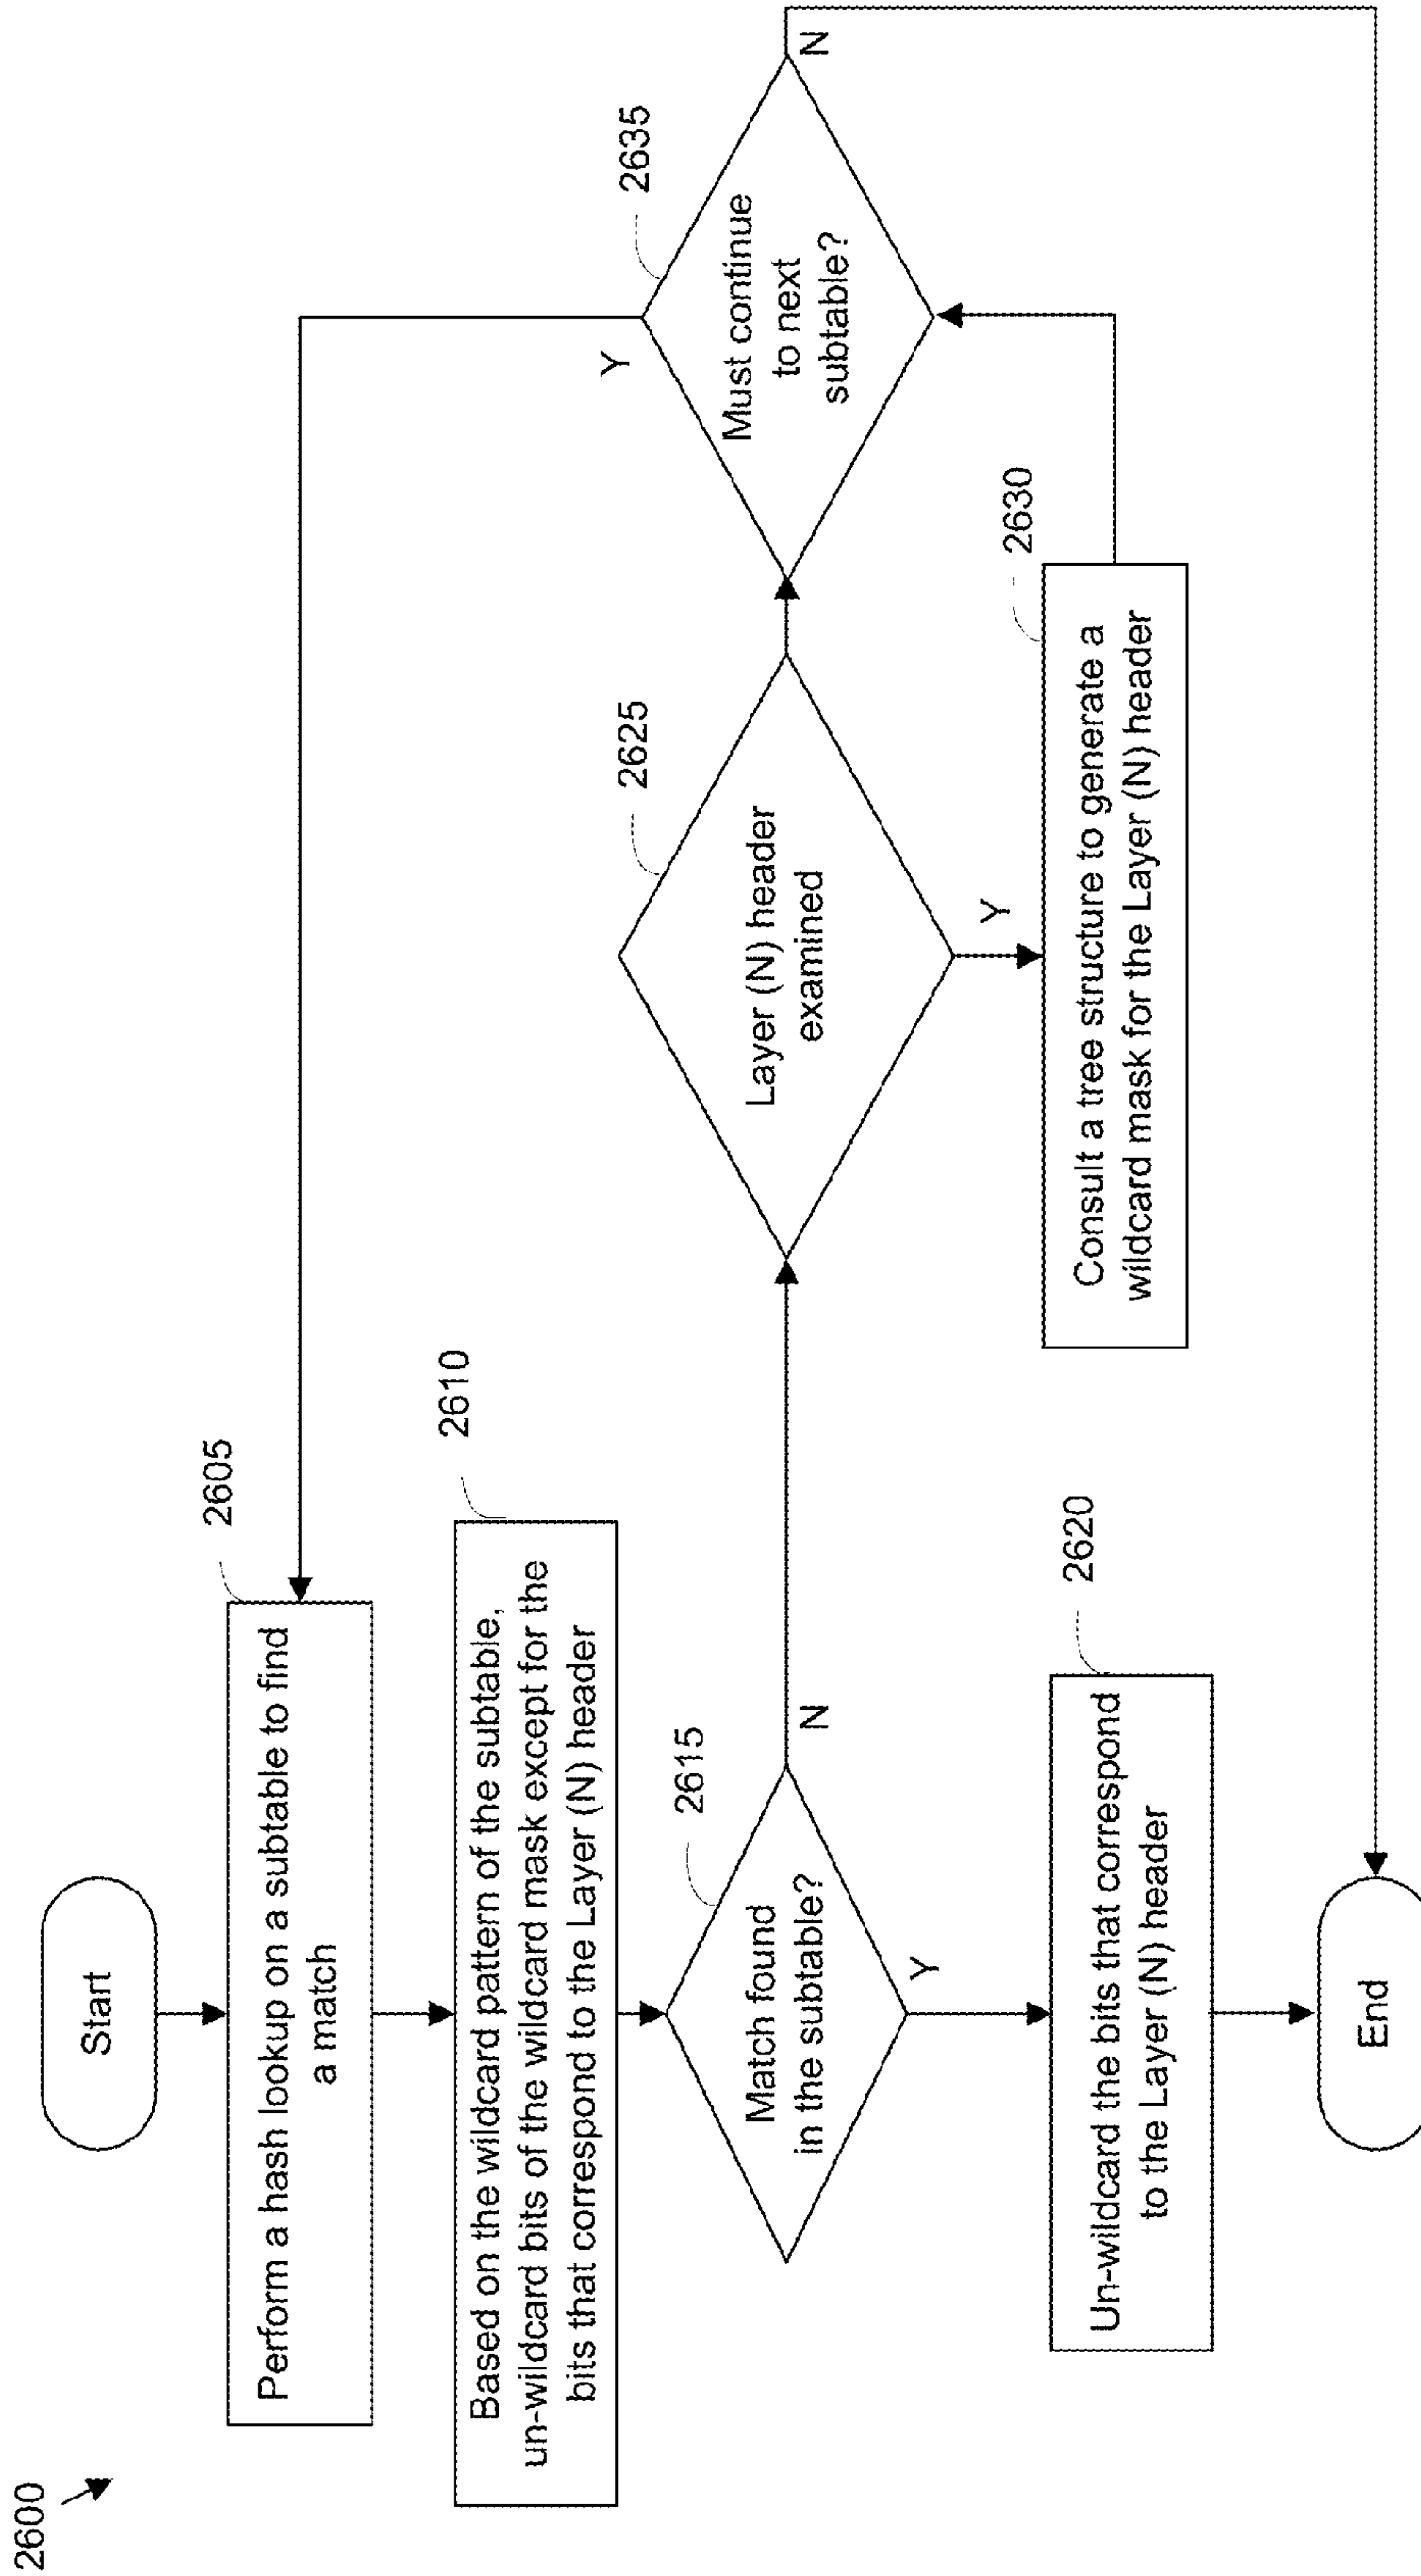 2600
Start
2605
Perform a hash lookup on a subtable to find
a match
2610
Based on the wildcard pattern of the subtable,
un-wildcard bits of the wildcard mask except for the
bits that correspond to the Layer (N) header
2615
Match found
in the subtable?
N
Y
2620
Un-wildcard the bits that correspond
to the Layer (N) header
2625
Layer (N) header
examined
Y
2630
Consult a tree structure to generate a
wildcard mask for the Layer (N) header
2635
Must continue
to next
subtable?
Y
N
End